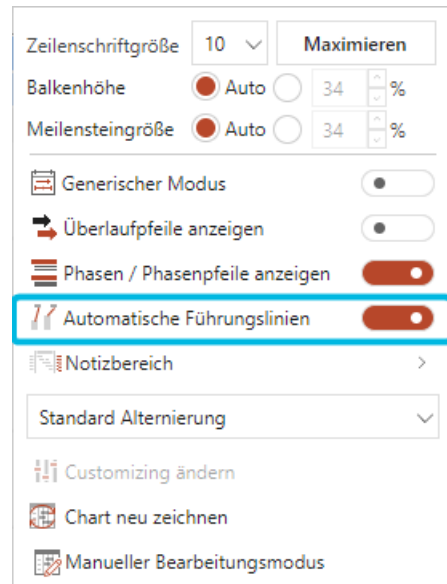 Zeilenschriftgröße 10 Maximieren
Balkenhöhe Auto 34 %
Meilensteingröße Auto 34 %
Generischer Modus
Überlaufpfeile anzeigen
Phasen / Phasenpfeile anzeigen
Automatische Führungslinien
Notizbereich
Standard Alternierung
Customizing ändern
Chart neu zeichnen
Manueller Bearbeitungsmodus